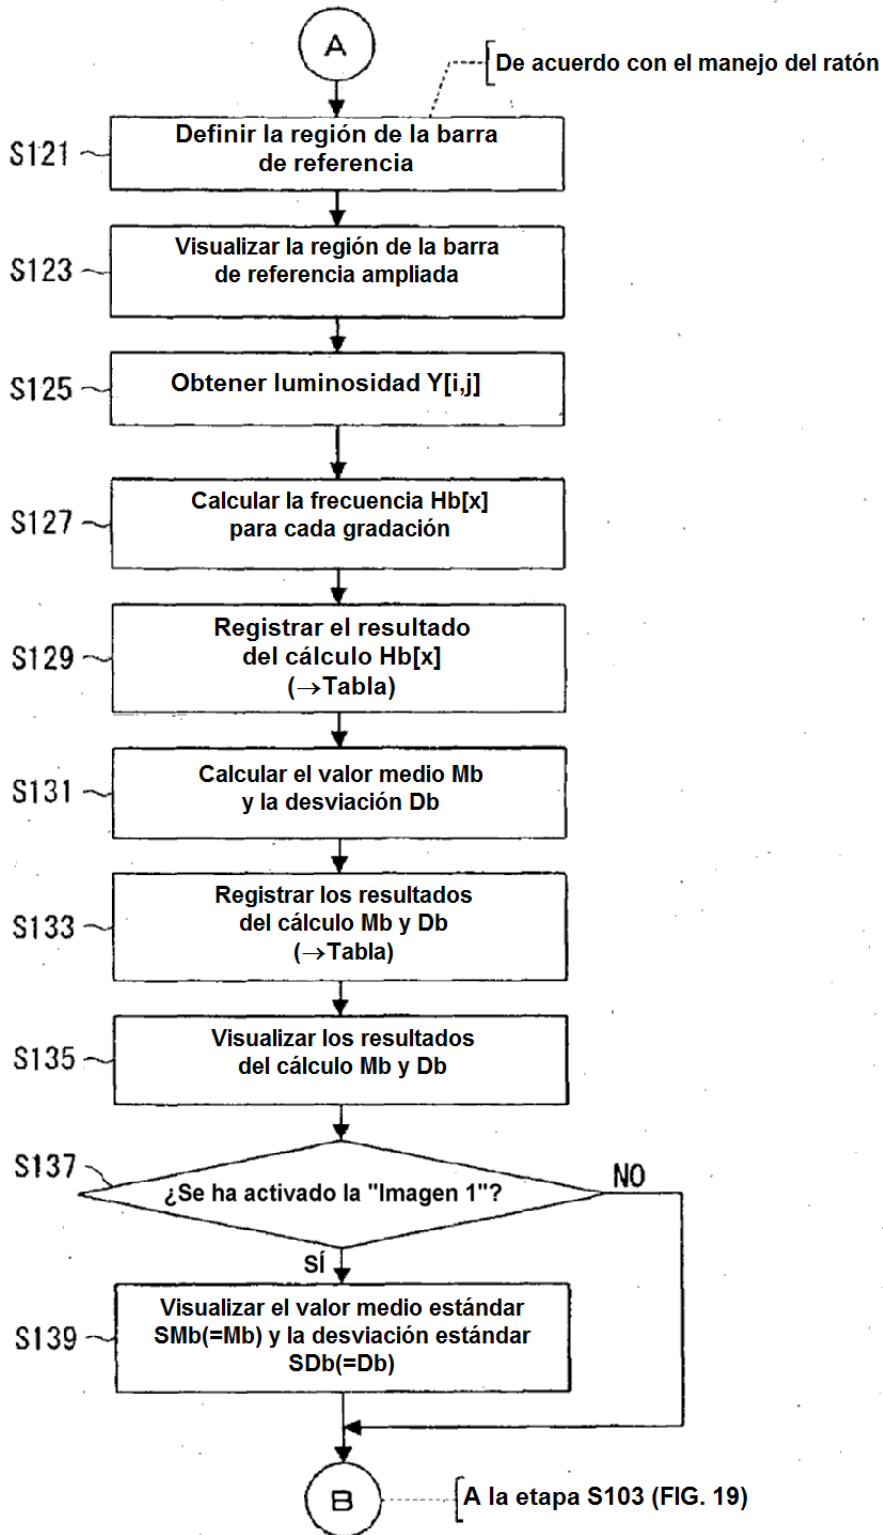 A
De acuerdo con el manejo del ratón
S121
Definir la región de la barra
de referencia
S123
Visualizar la región de la barra
de referencia ampliada
S125
Obtener luminosidad Y[i,j]
S127
Calcular la frecuencia Hb[x]
para cada gradación
S129
Registrar el resultado
del cálculo Hb[x]
(→Tabla)
S131
Calcular el valor medio Mb
y la desviación Db
S133
Registrar los resultados
del cálculo Mb y Db
(→Tabla)
S135
Visualizar los resultados
del cálculo Mb y Db
S137
¿Se ha activado la "Imagen 1"?
NO
SÍ
S139
Visualizar el valor medio estándar
SMb(=Mb) y la desviación estándar
SDb(=Db)
B
A la etapa S103 (FIG. 19)